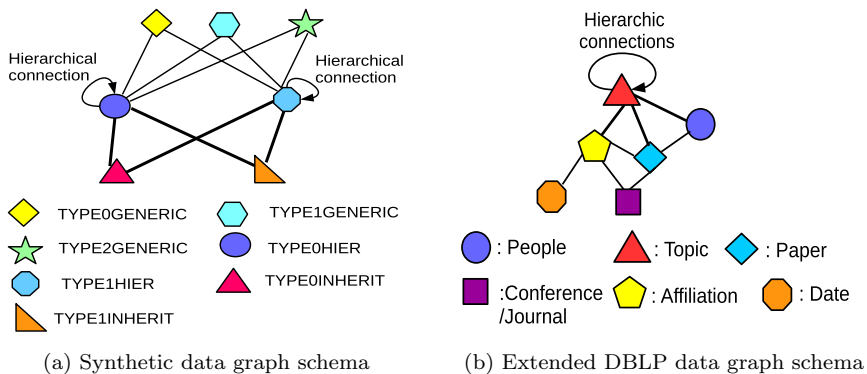 Hierarchical
connection
Hierarchical
connection
TYPE0GENERIC
TYPE1GENERIC
TYPE2GENERIC
TYPE0HIER
TYPE1HIER
TYPE0INHERIT
TYPE1INHERIT
(a) Synthetic data graph schema
Hierarchic
connections
: People
: Topic
: Paper
:Conference
/Journal
: Affiliation
: Date
(b) Extended DBLP data graph schema